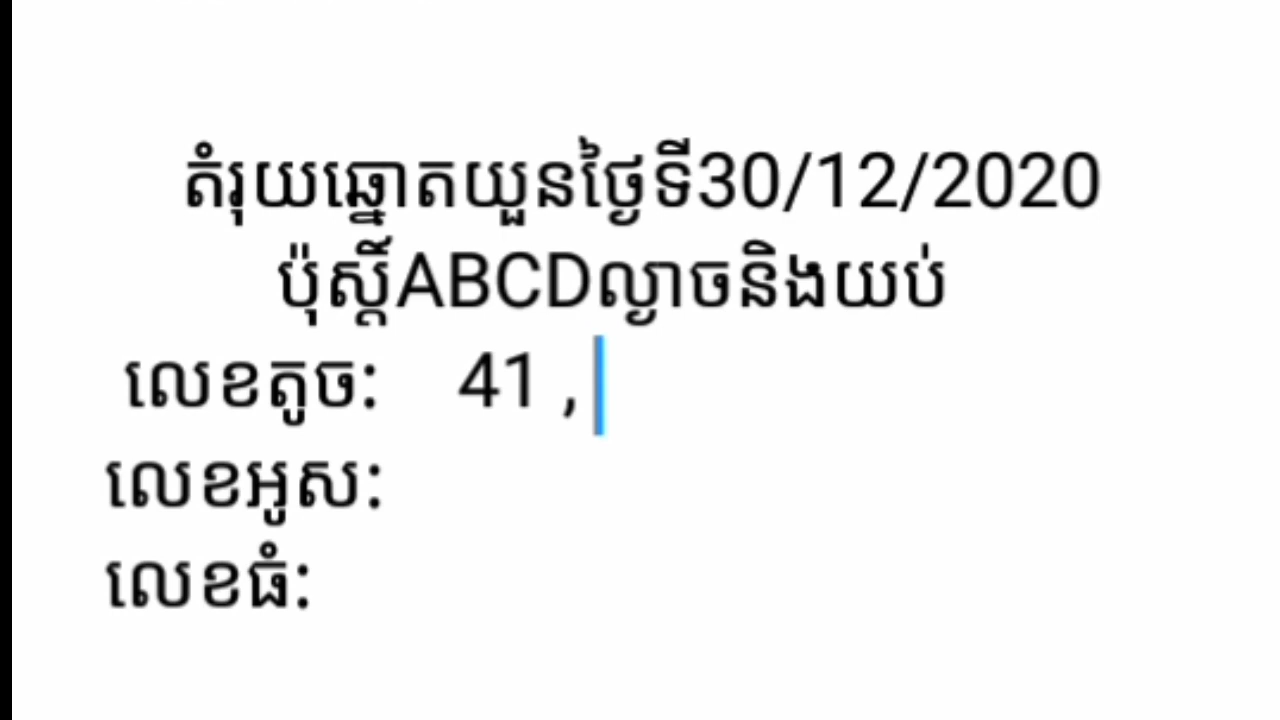 តំរុយឆ្នោតយួនថ្ងៃទី30/12/2020
ប៉ុស្តិ៍ABCDល្ងាចនិងយប់
លេខតូច: 41 ,
លេខអូស:
លេខធំ: